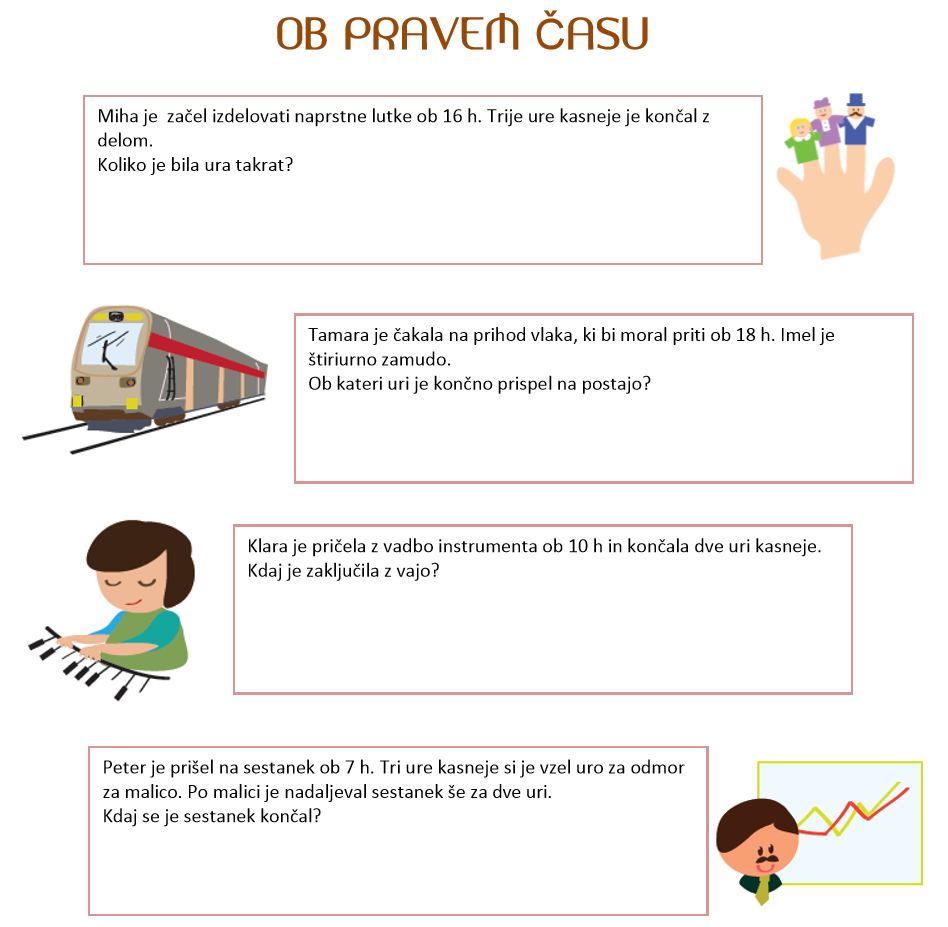 OB PRAVEM ČASU
Miha je  začel izdelovati naprstne lutke ob 16 h. Trije ure kasneje je končal z
delom.
Koliko je bila ura takrat?
Tamara je čakala na prihod vlaka, ki bi moral priti ob 18 h. Imel je
štiriurno zamudo.
Ob kateri uri je končno prispel na postajo?
Klara je pričela z vadbo instrumenta ob 10 h in končala dve uri kasneje.
Kdaj je zaključila z vajo?
Peter je prišel na sestanek ob 7 h. Tri ure kasneje si je vzel uro za odmor
za malico. Po malici je nadaljeval sestanek še za dve uri.
Kdaj se je sestanek končal?